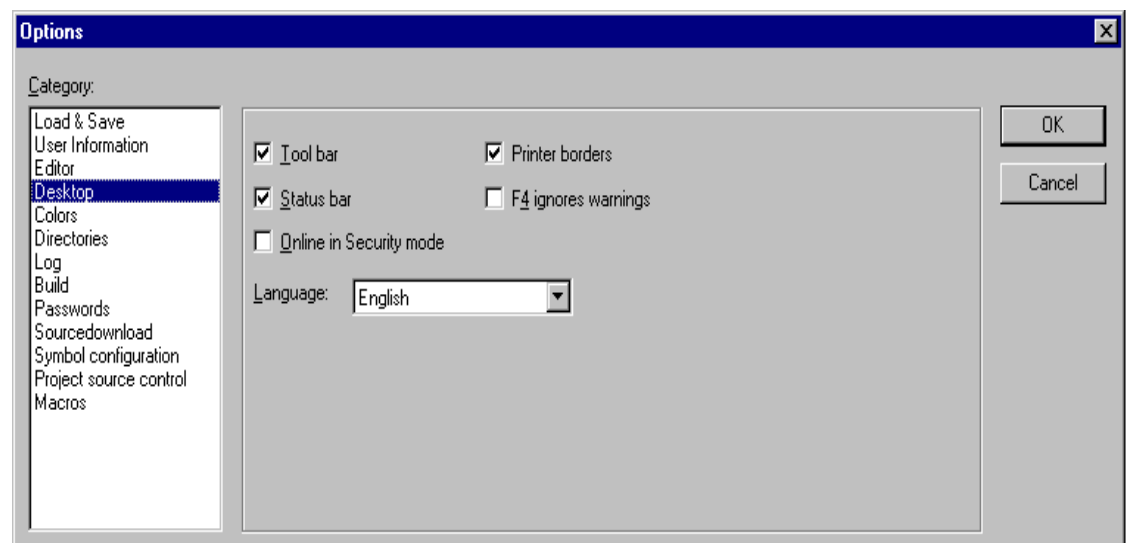 Options
Category:
Load & Save
User Information
Editor
Desktop
Colors
Directories
Log
Build
Passwords
Sourcedownload
Symbol configuration
Project source control
Macros
Tool bar
Printer borders
Status bar
F4 ignores warnings
Online in Security mode
Language:
English
OK
Cancel